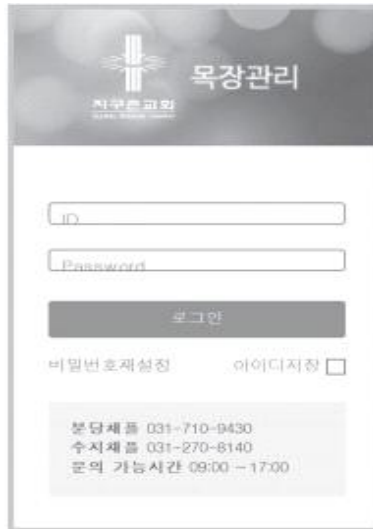 목장관리
지구촌교회
ID
Password
로그인
비밀번호재설정 아이디저장
분당채플 031-710-9430
수지채플 031-270-8140
문의 가능시간 09:00 ~ 17:00